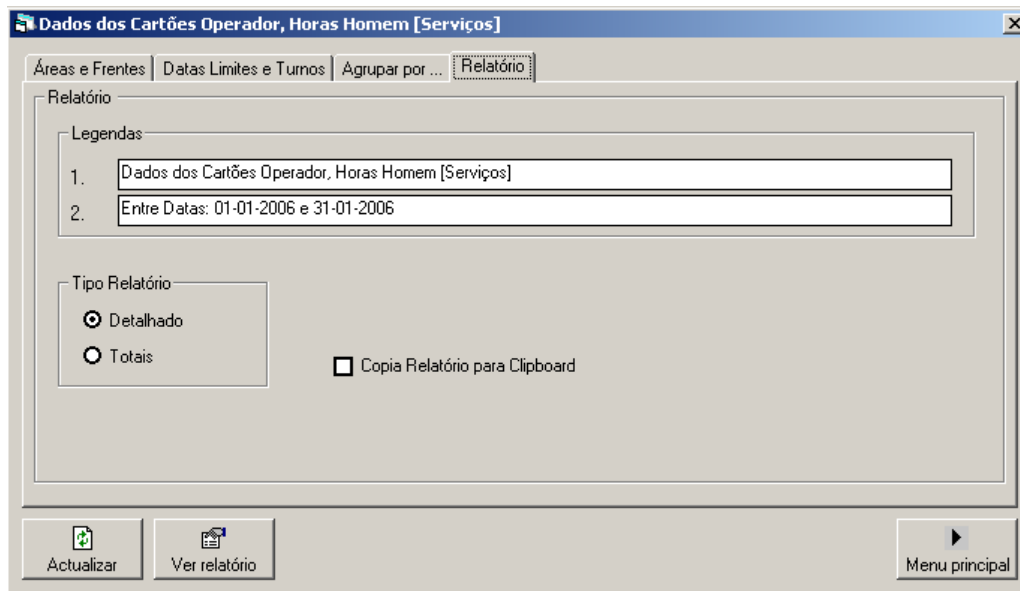 Dados dos Cartões Operador, Horas Homem [Serviços]
Áreas e Frentes Datas Limites e Turnos Agrupar por ... Relatório
Relatório
Legendas
1. Dados dos Cartões Operador, Horas Homem [Serviços]
2. Entre Datas: 01-01-2006 e 31-01-2006
Tipo Relatório
Detalhado
Totais
Copia Relatório para Clipboard
Actualizar Ver relatório Menu principal